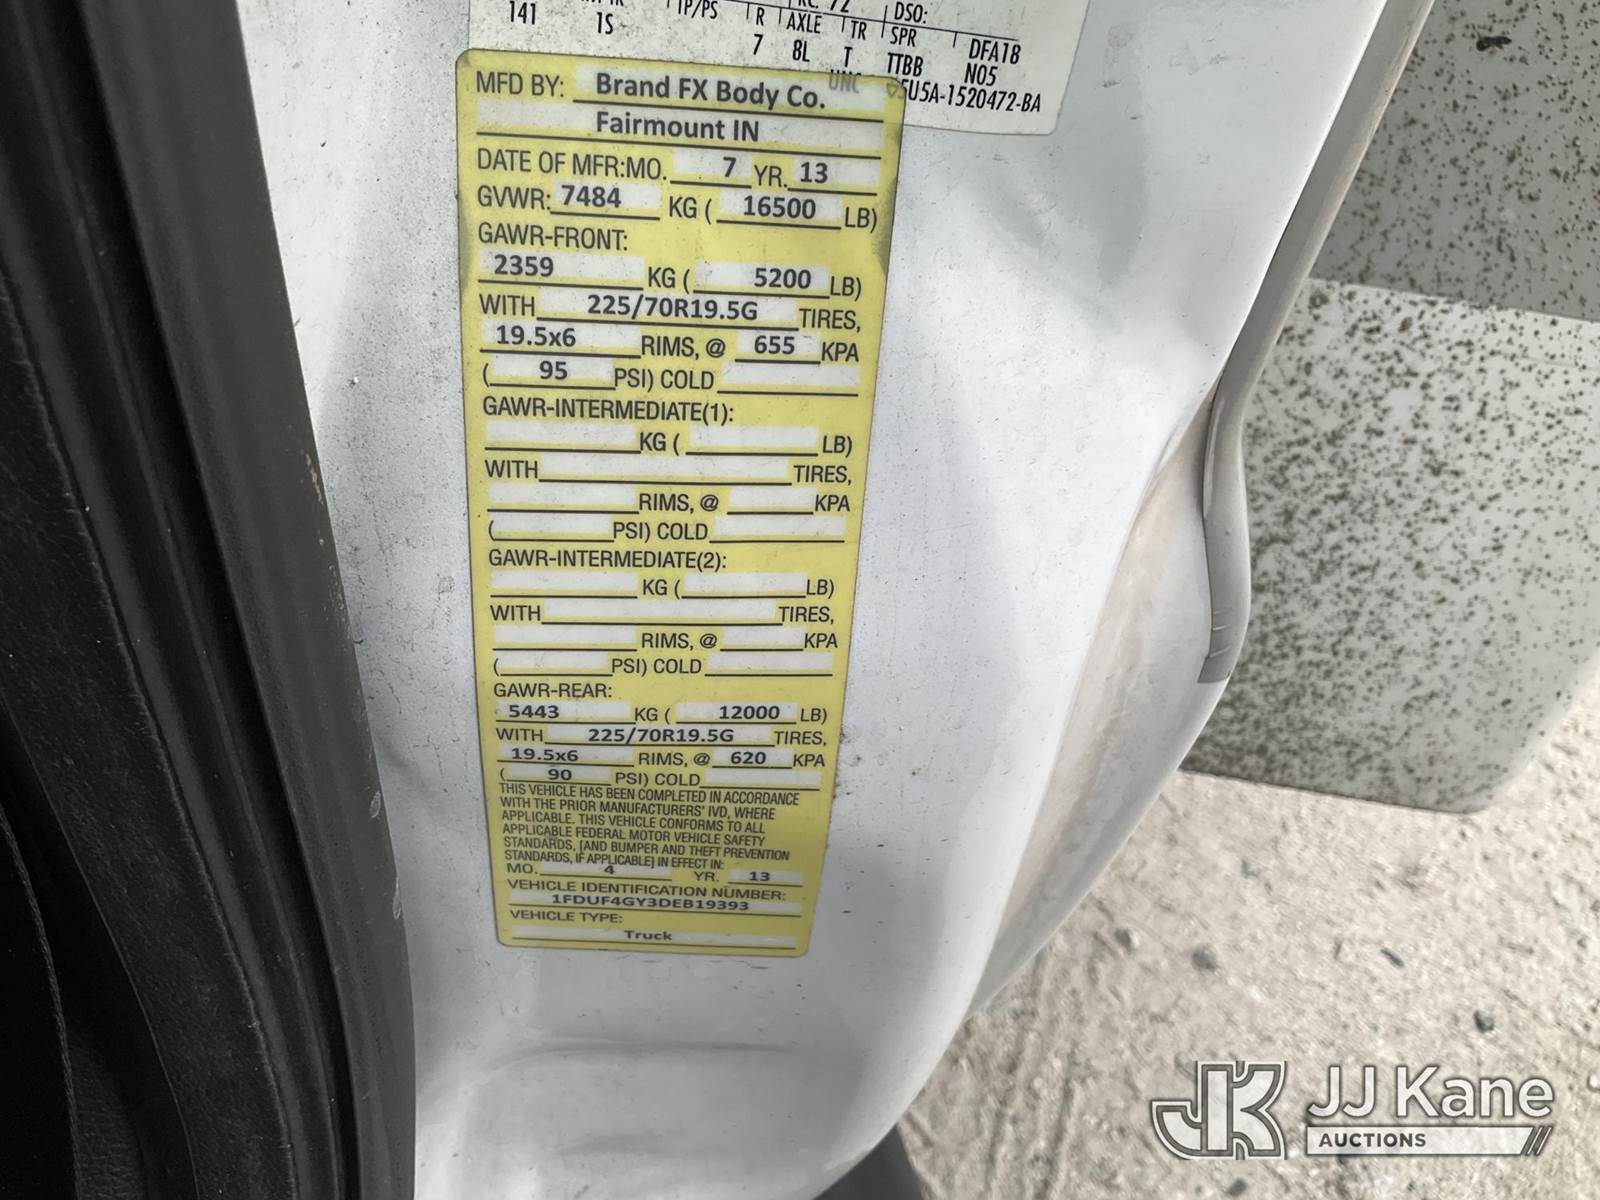 RC: 72 DSO:
141 1S TP/PS R AXLE TR SPR DFA18
7 8L T TTBB N05
UNC 5U5A-1520472-BA
MFD BY: Brand FX Body Co.
Fairmount IN
DATE OF MFR:MO. 7 YR. 13
GVWR: 7484 KG ( 16500 LB)
GAWR-FRONT:
2359 KG ( 5200 LB)
WITH 225/70R19.5G TIRES,
19.5x6 RIMS, @ 655 KPA
( 95 PSI) COLD
GAWR-INTERMEDIATE(1):
KG ( LB)
WITH TIRES,
RIMS, @ KPA
( PSI) COLD
GAWR-INTERMEDIATE(2):
KG ( LB)
WITH TIRES,
RIMS, @ KPA
( PSI) COLD
GAWR-REAR:
5443 KG ( 12000 LB)
WITH 225/70R19.5G TIRES,
19.5x6 RIMS, @ 620 KPA
( 90 PSI) COLD
THIS VEHICLE HAS BEEN COMPLETED IN ACCORDANCE
WITH THE PRIOR MANUFACTURERS' IVD, WHERE
APPLICABLE. THIS VEHICLE CONFORMS TO ALL
APPLICABLE FEDERAL MOTOR VEHICLE SAFETY
STANDARDS, [AND BUMPER AND THEFT PREVENTION
STANDARDS, IF APPLICABLE] IN EFFECT IN:
MO. 4 YR. 13
VEHICLE IDENTIFICATION NUMBER:
1FDUF4GY3DEB19393
VEHICLE TYPE:
Truck
JK JJ Kane
AUCTIONS